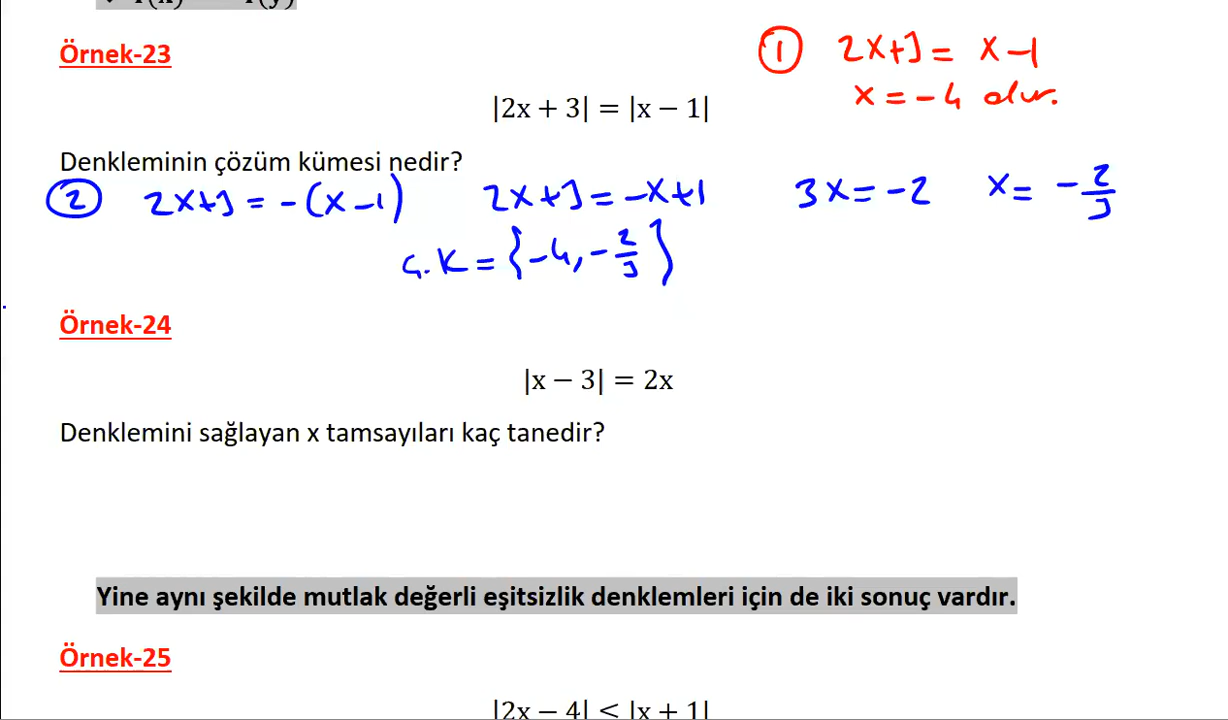 Örnek-23
① 2x+3 = x-1
x = -4 olur.
|2x + 3| = |x − 1|
Denkleminin çözüm kümesi nedir?
② 2x+3 = -(x-1) 2x+3 = -x+1 3x = -2 x = -2/3
Ç.K = {-4, -2/3}
Örnek-24
|x − 3| = 2x
Denklemini sağlayan x tamsayıları kaç tanedir?
Yine aynı şekilde mutlak değerli eşitsizlik denklemleri için de iki sonuç vardır.
Örnek-25
|2x − 4| < |x + 1|